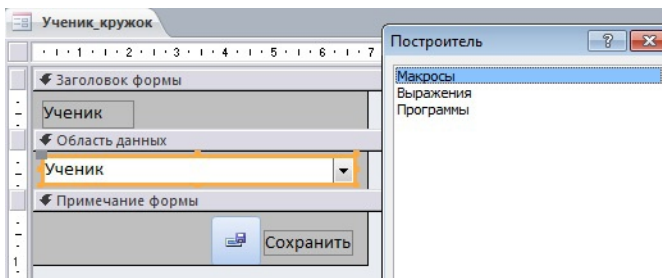 Ученик_кружок
1 2 3 4 5 6 7
Заголовок формы
Ученик
Область данных
Ученик
Примечание формы
Сохранить
1
Построитель
Макросы
Выражения
Программы